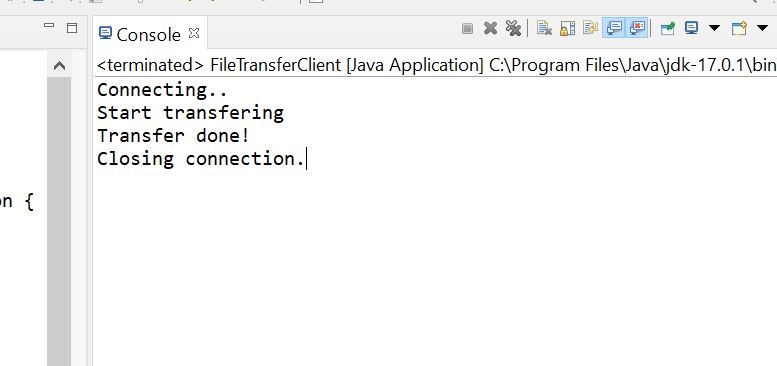 Console
<terminated> FileTransferClient [Java Application] C:\Program Files\Java\jdk-17.0.1\bin
Connecting..
Start transfering
Transfer done!
Closing connection.
on {